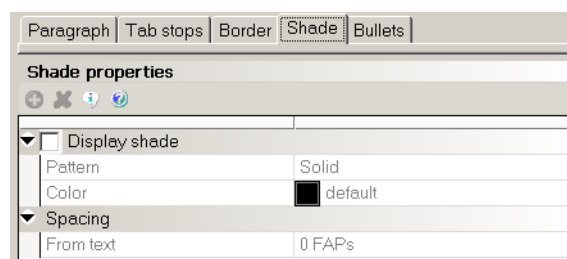 Paragraph Tab stops Border Shade Bullets
Shade properties
Display shade
Pattern Solid
Color default
Spacing
From text 0 FAPs